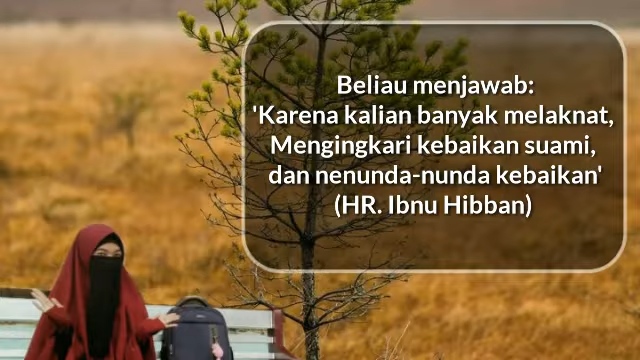 Beliau menjawab:
'Karena kalian banyak melaknat,
Mengingkari kebaikan suami,
dan nenunda-nunda kebaikan'
(HR. Ibnu Hibban)